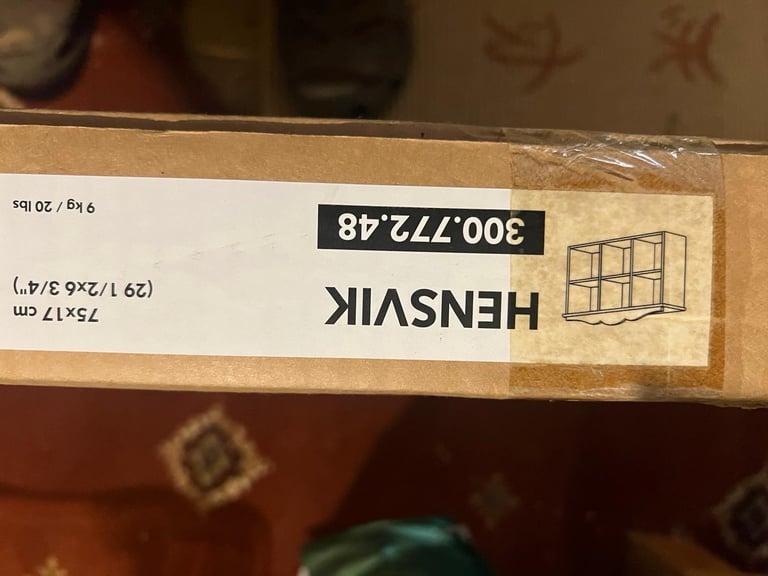 HENSVIK
300.772.48
75x17 cm
(29 1/2x6 3/4")
9 kg / 20 lbs